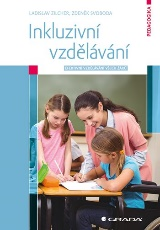 LADISLAV ZILCHER, ZDENĚK SVOBODA
Inkluzivní
vzdělávání
PEDAGOGIKA
GRADA